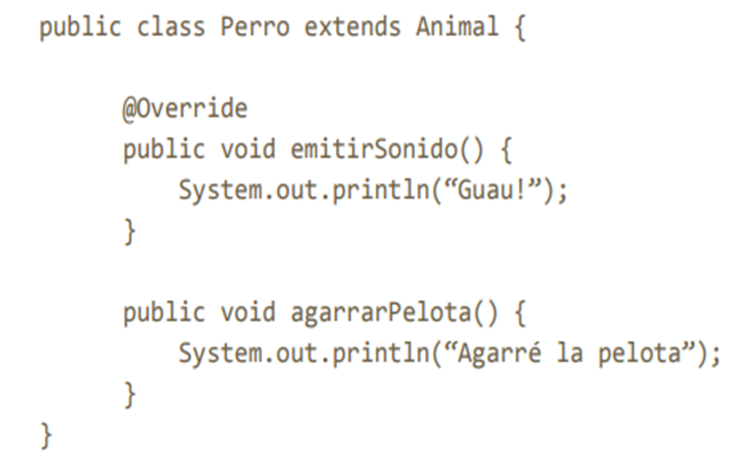 public class Perro extends Animal {
@Override
public void emitirSonido() {
System.out.println(“Guau!”);
}
public void agarrarPelota() {
System.out.println(“Agarré la pelota”);
}
}